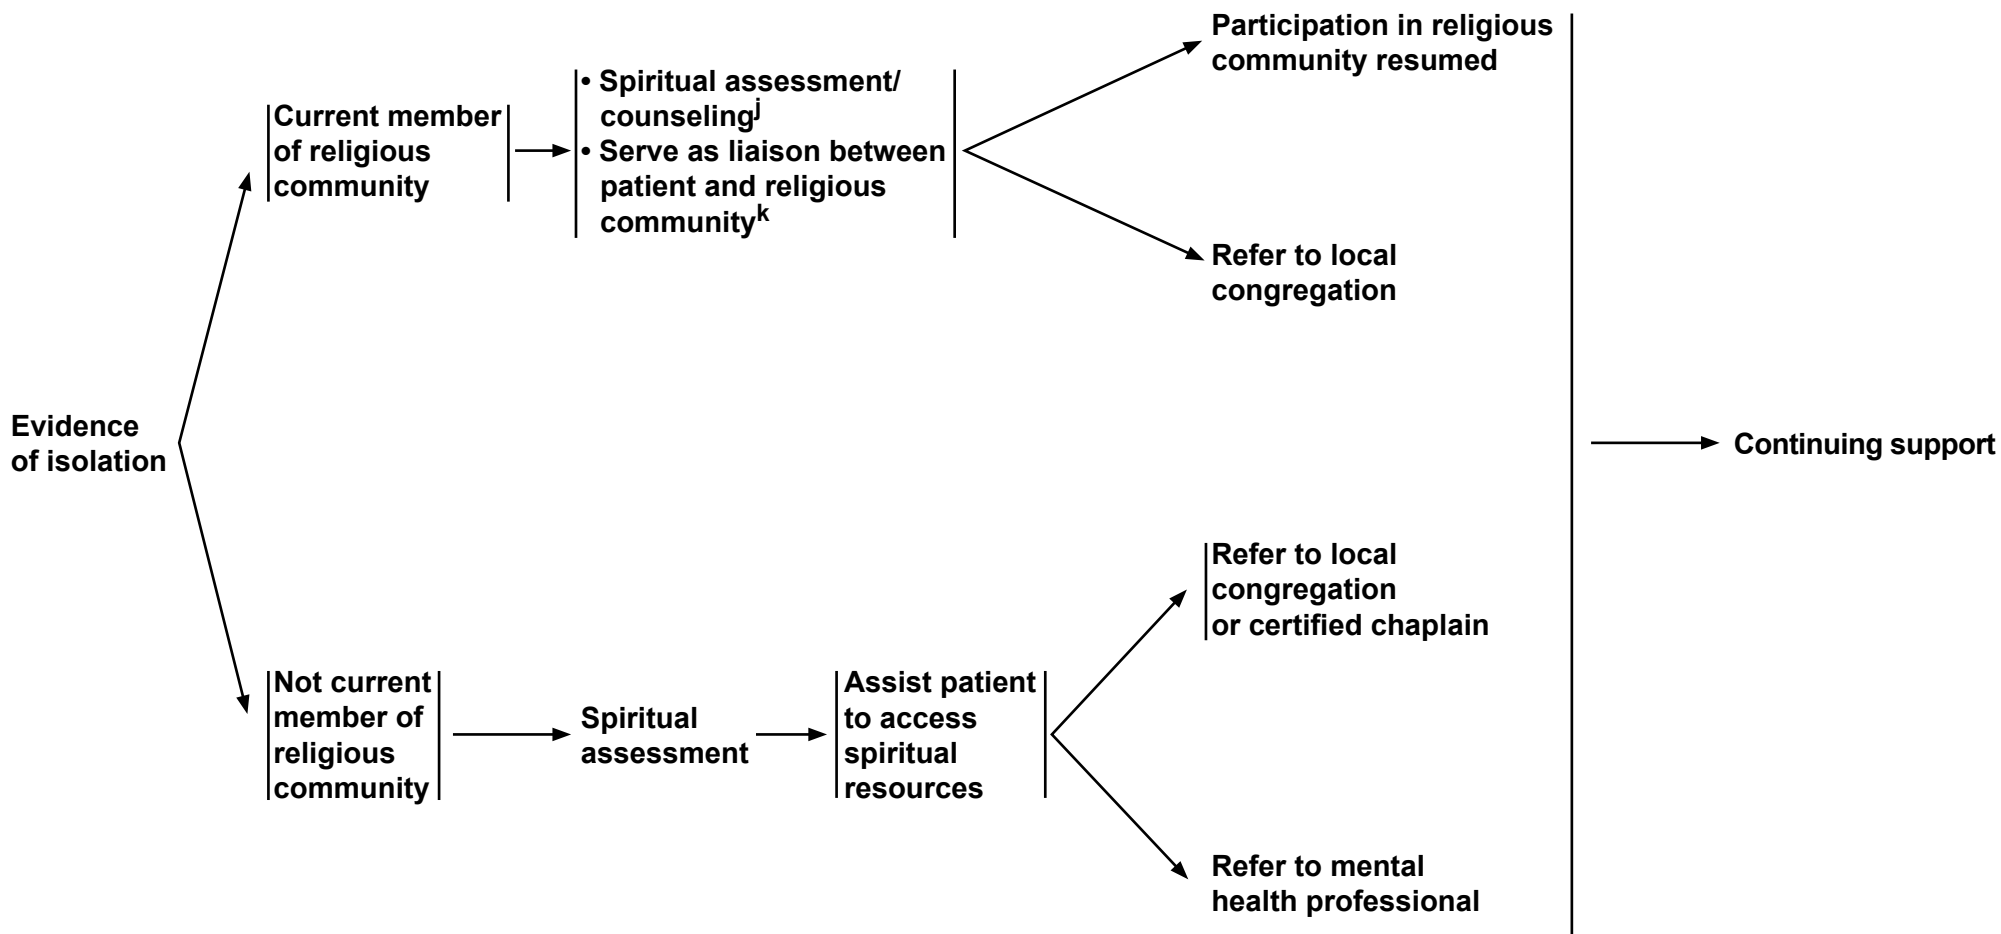 Evidence
of isolation
Current member
of religious
community
• Spiritual assessment/
counseling^j
• Serve as liaison between
patient and religious
community^k
Participation in religious
community resumed
Refer to local
congregation
Not current
member of
religious
community
Spiritual
assessment
Assist patient
to access
spiritual
resources
Refer to local
congregation
or certified chaplain
Refer to mental
health professional
Continuing support